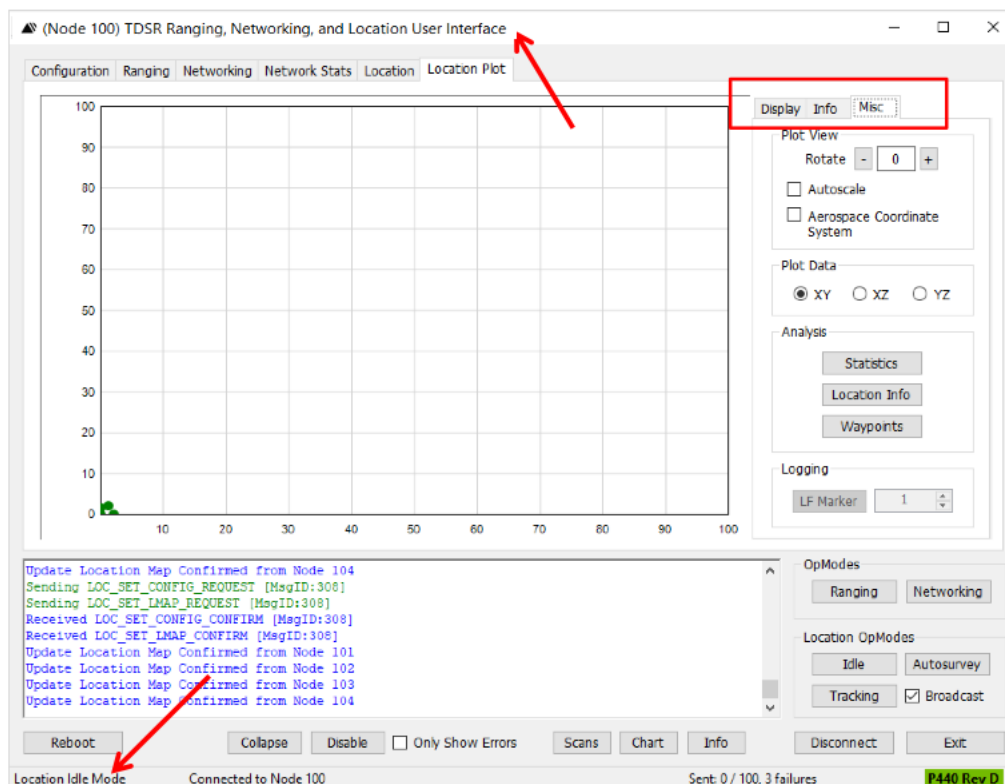 (Node 100) TDSR Ranging, Networking, and Location User Interface
Configuration Ranging Networking Network Stats Location Location Plot
Display Info Misc
Plot View
Rotate - 0 +
Autoscale
Aerospace Coordinate
System
Plot Data
XY XZ YZ
Analysis
Statistics
Location Info
Waypoints
Logging
LF Marker 1
100
90
80
70
60
50
40
30
20
10
0
10 20 30 40 50 60 70 80 90 100
Update Location Map Confirmed from Node 104
Sending LOC_SET_CONFIG_REQUEST [MsgID:308]
Sending LOC_SET_LMAP_REQUEST [MsgID:308]
Received LOC_SET_CONFIG_CONFIRM [MsgID:308]
Received LOC_SET_LMAP_CONFIRM [MsgID:308]
Update Location Map Confirmed from Node 101
Update Location Map Confirmed from Node 102
Update Location Map Confirmed from Node 103
Update Location Map Confirmed from Node 104
OpModes
Ranging Networking
Location OpModes
Idle Autosurvey
Tracking Broadcast
Reboot Collapse Disable Only Show Errors Scans Chart Info Disconnect Exit
Location Idle Mode Connected to Node 100 Sent: 0 / 100, 3 failures P440 Rev D